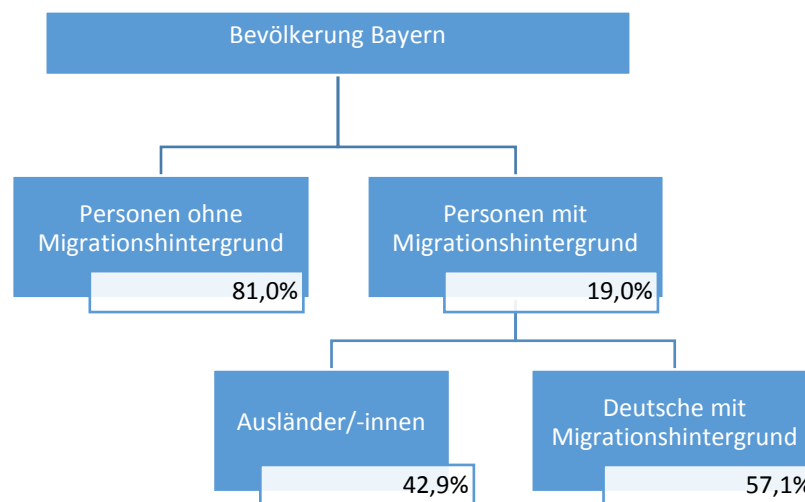 Bevölkerung Bayern
Personen ohne
Migrationshintergrund
81,0%
Personen mit
Migrationshintergrund
19,0%
Ausländer/-innen
42,9%
Deutsche mit
Migrationshintergrund
57,1%